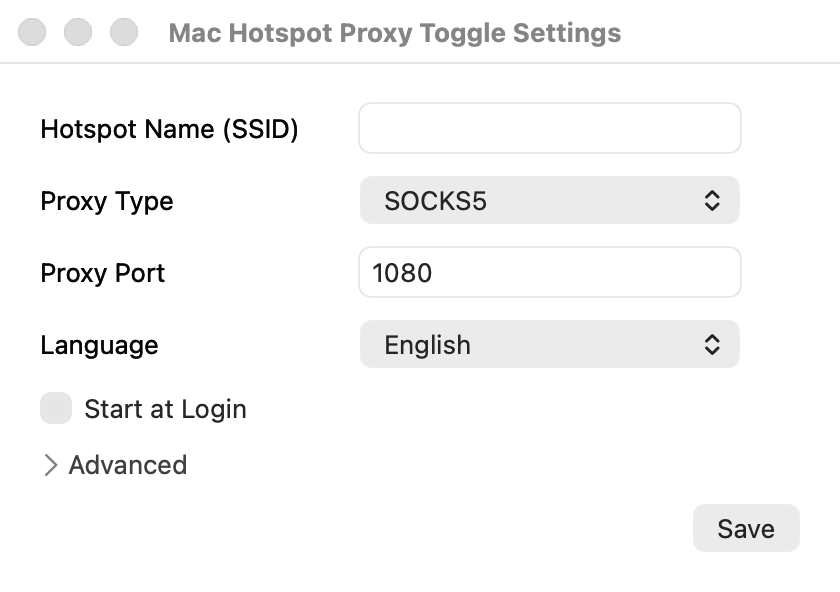 Mac Hotspot Proxy Toggle Settings
Hotspot Name (SSID)
Proxy Type SOCKS5
Proxy Port 1080
Language English
Start at Login
Advanced
Save